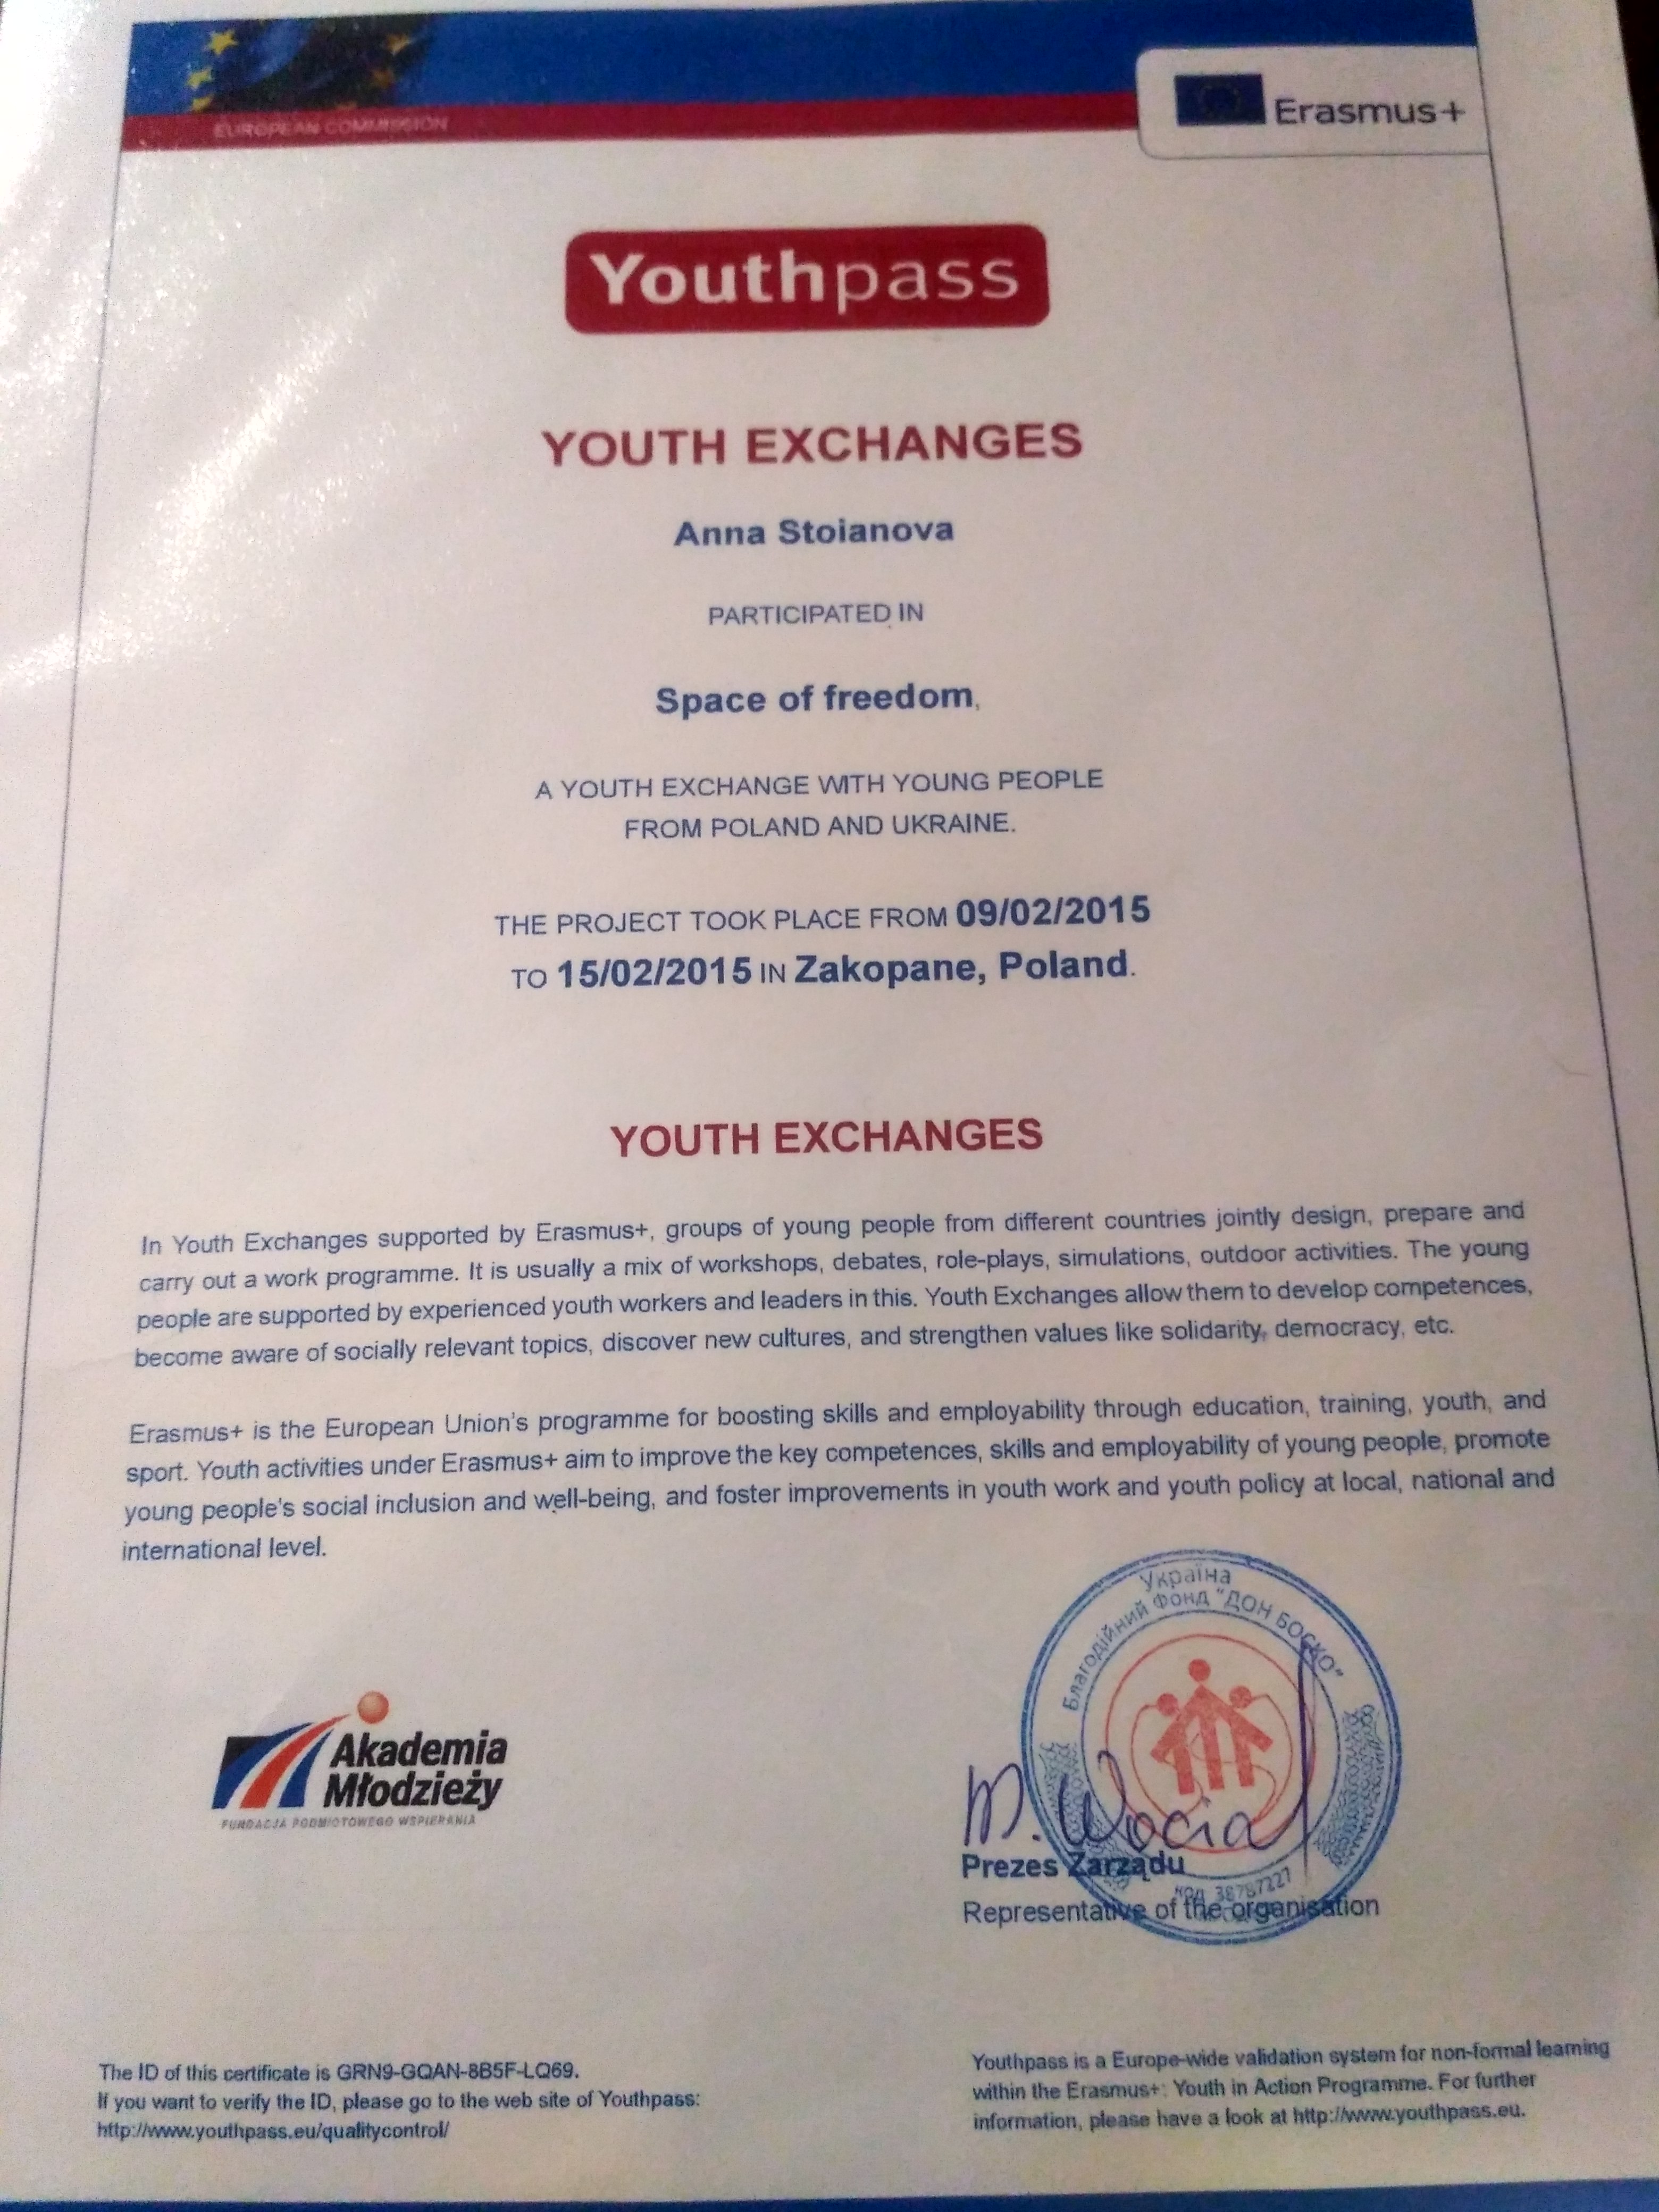 EUROPEAN COMMISSION
Erasmus+
Youthpass
YOUTH EXCHANGES
Anna Stoianova
PARTICIPATED IN
Space of freedom,
A YOUTH EXCHANGE WITH YOUNG PEOPLE
FROM POLAND AND UKRAINE.
THE PROJECT TOOK PLACE FROM 09/02/2015
TO 15/02/2015 IN Zakopane, Poland.
YOUTH EXCHANGES
In Youth Exchanges supported by Erasmus+, groups of young people from different countries jointly design, prepare and
carry out a work programme. It is usually a mix of workshops, debates, role-plays, simulations, outdoor activities. The young
people are supported by experienced youth workers and leaders in this. Youth Exchanges allow them to develop competences,
become aware of socially relevant topics, discover new cultures, and strengthen values like solidarity, democracy, etc.
Erasmus+ is the European Union's programme for boosting skills and employability through education, training, youth, and
sport. Youth activities under Erasmus+ aim to improve the key competences, skills and employability of young people, promote
young people's social inclusion and well-being, and foster improvements in youth work and youth policy at local, national and
international level.
Україна
Благодійний Фонд "ДОН БОСКО"
Akademia
Młodzieży
FUNDACJA PODMIOTOWEGO WSPIERANIA
M. Wociał
Prezes Zarządu
код 38787227
Representative of the organisation
The ID of this certificate is GRN9-GQAN-8B5F-LQ69.
If you want to verify the ID, please go to the web site of Youthpass:
http://www.youthpass.eu/qualitycontrol/
Youthpass is a Europe-wide validation system for non-formal learning
within the Erasmus+: Youth in Action Programme. For further
information, please have a look at http://www.youthpass.eu.